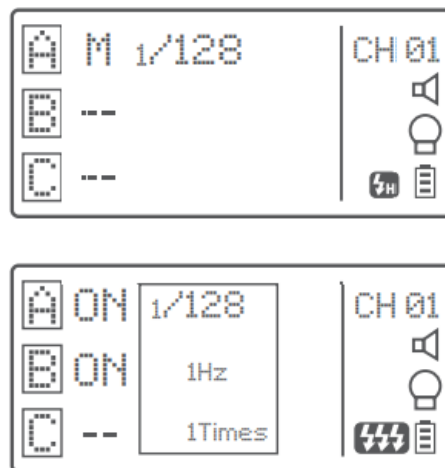 A M 1/128 CH 01
B --
C --
H
A ON 1/128 CH 01
B ON 1Hz
C -- 1Times